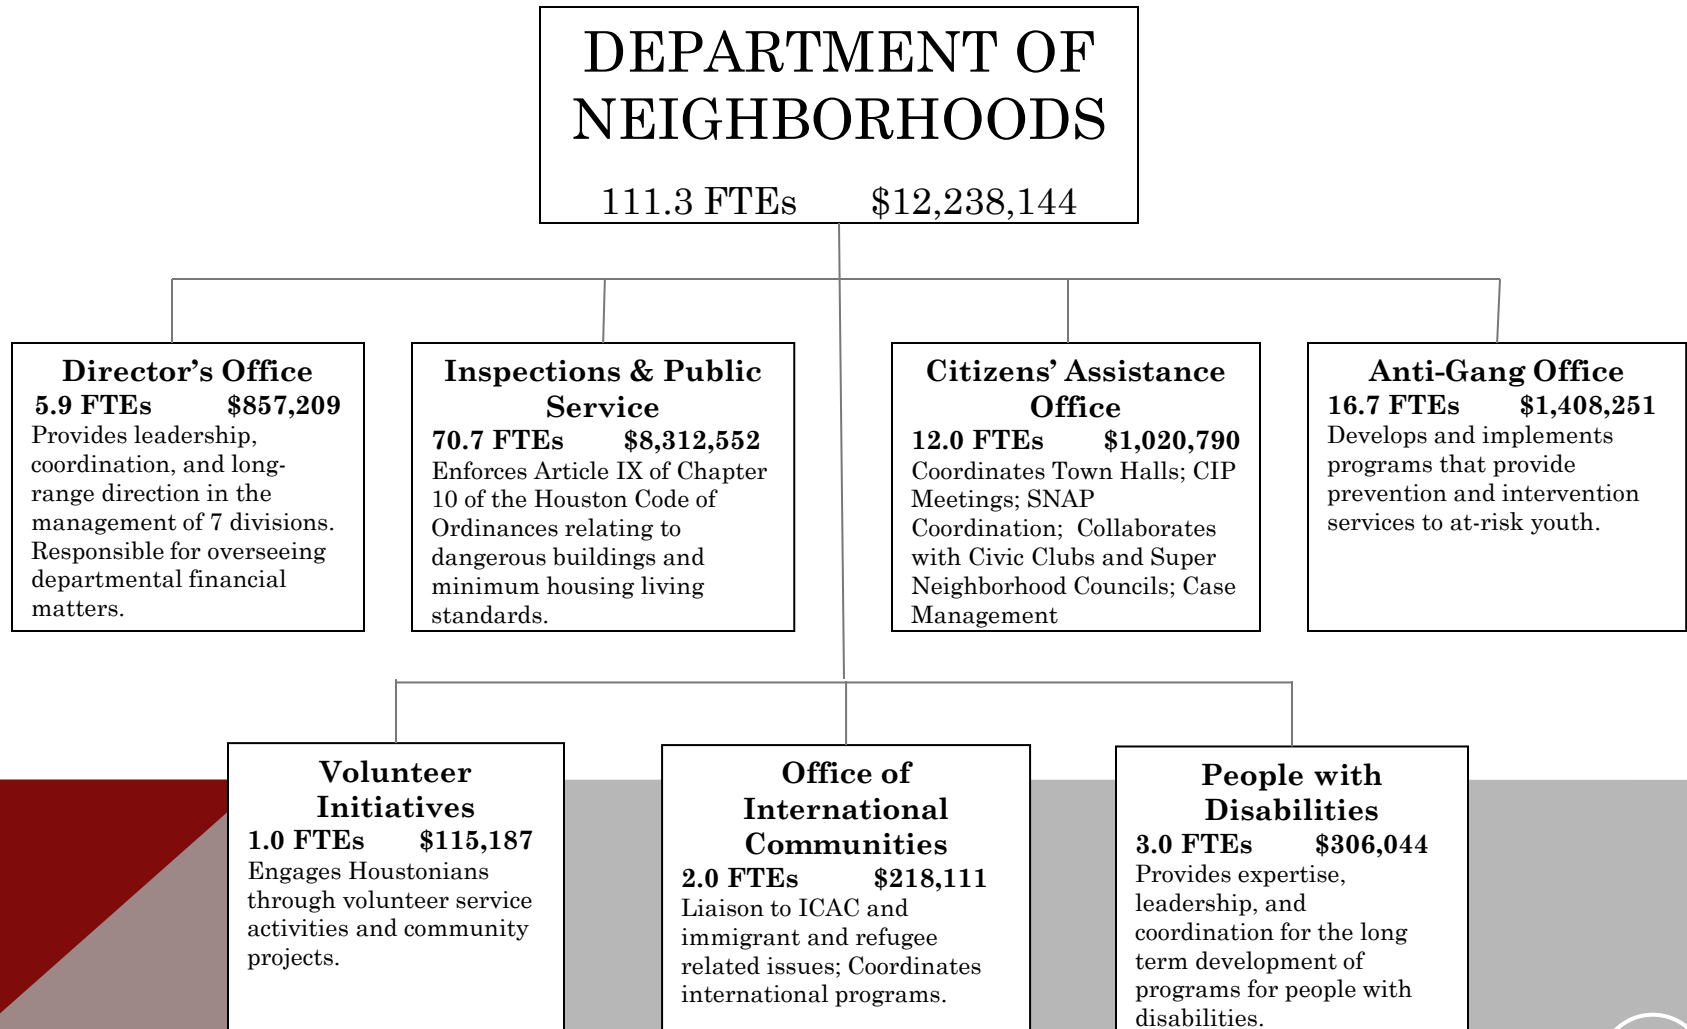 DEPARTMENT OF
NEIGHBORHOODS
111.3 FTEs $12,238,144
Director’s Office
5.9 FTEs $857,209
Provides leadership,
coordination, and long-
range direction in the
management of 7 divisions.
Responsible for overseeing
departmental financial
matters.
Inspections & Public
Service
70.7 FTEs $8,312,552
Enforces Article IX of Chapter
10 of the Houston Code of
Ordinances relating to
dangerous buildings and
minimum housing living
standards.
Citizens’ Assistance
Office
12.0 FTEs $1,020,790
Coordinates Town Halls; CIP
Meetings; SNAP
Coordination; Collaborates
with Civic Clubs and Super
Neighborhood Councils; Case
Management
Anti-Gang Office
16.7 FTEs $1,408,251
Develops and implements
programs that provide
prevention and intervention
services to at-risk youth.
Volunteer
Initiatives
1.0 FTEs $115,187
Engages Houstonians
through volunteer service
activities and community
projects.
Office of
International
Communities
2.0 FTEs $218,111
Liaison to ICAC and
immigrant and refugee
related issues; Coordinates
international programs.
People with
Disabilities
3.0 FTEs $306,044
Provides expertise,
leadership, and
coordination for the long
term development of
programs for people with
disabilities.